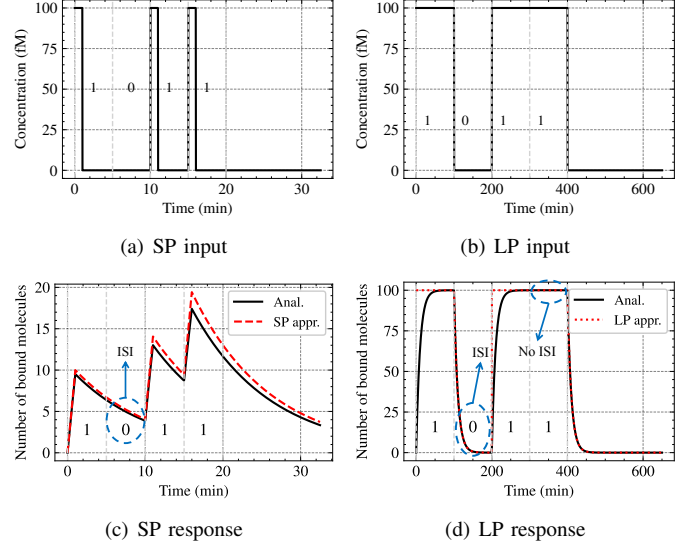 Concentration (fM)
100
75
50
25
0
1 0 1 1
0 10 20 30
Time (min)
(a) SP input
Concentration (fM)
100
75
50
25
0
1 0 1 1
0 200 400 600
Time (min)
(b) LP input
Number of bound molecules
20
15
10
5
0
Anal.
SP appr.
ISI
1 0 1 1
0 10 20 30
Time (min)
(c) SP response
Number of bound molecules
100
75
50
25
0
Anal.
LP appr.
ISI
No ISI
1 0 1 1
0 200 400 600
Time (min)
(d) LP response